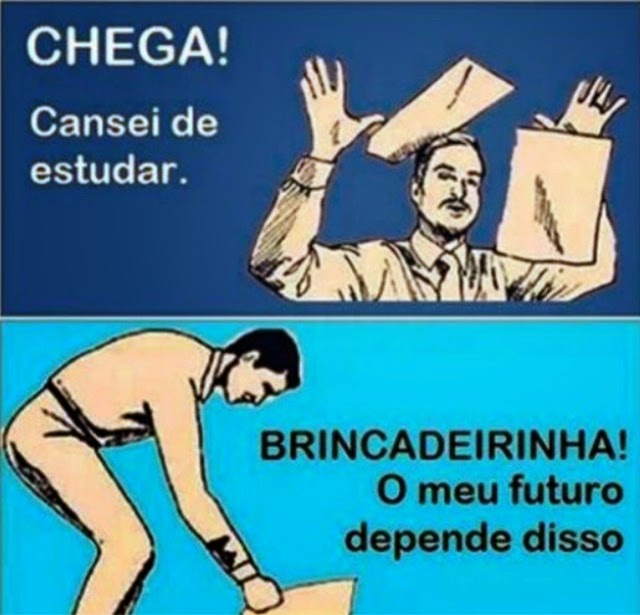 CHEGA!
Cansei de
estudar.
BRINCADEIRINHA!
O meu futuro
depende disso